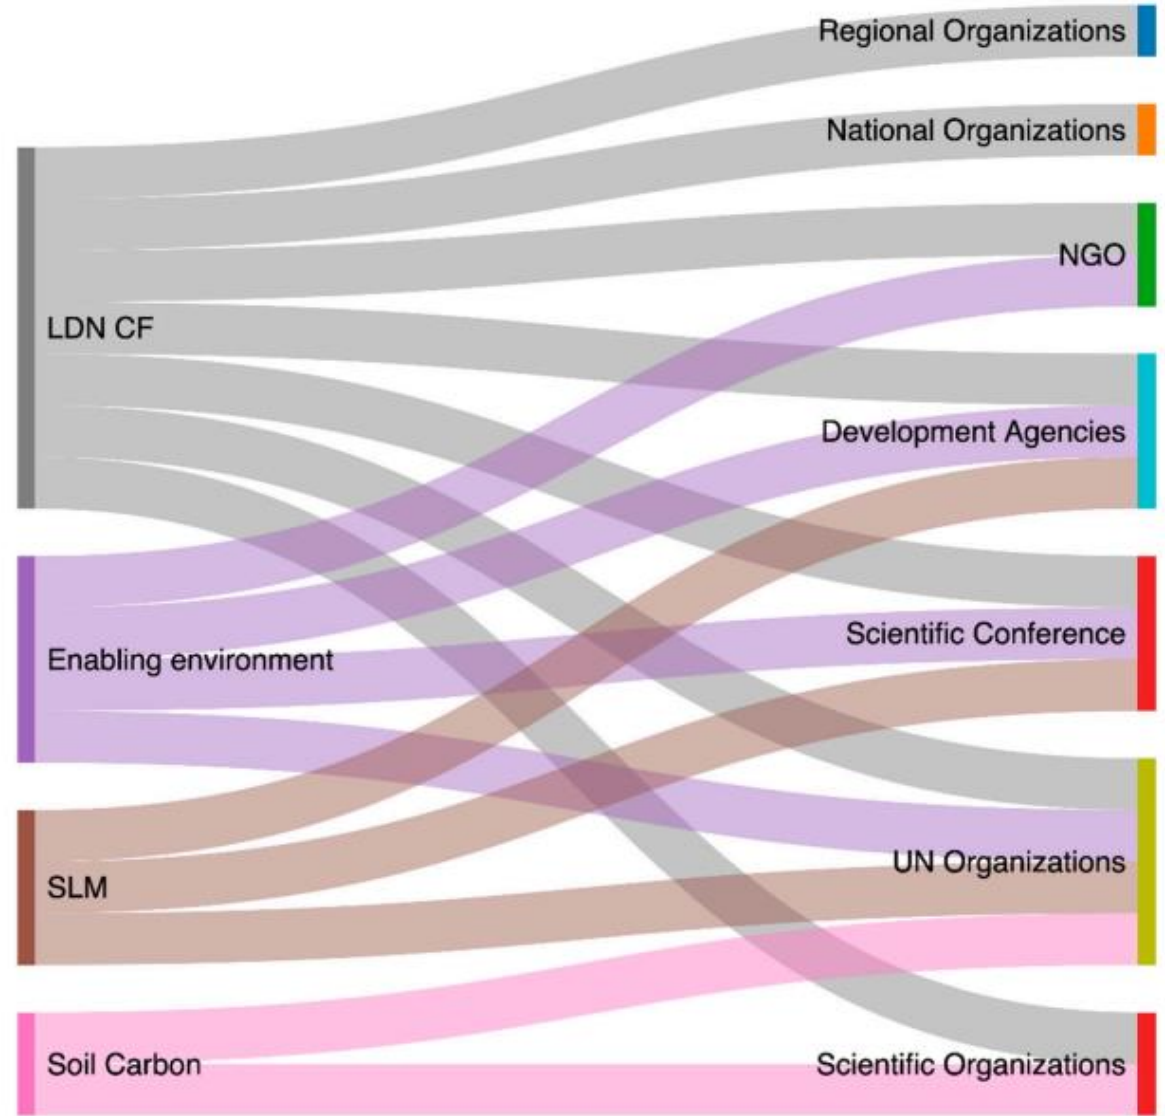 Regional Organizations
National Organizations
NGO
LDN CF
Development Agencies
Scientific Conference
Enabling environment
UN Organizations
SLM
Soil Carbon
Scientific Organizations